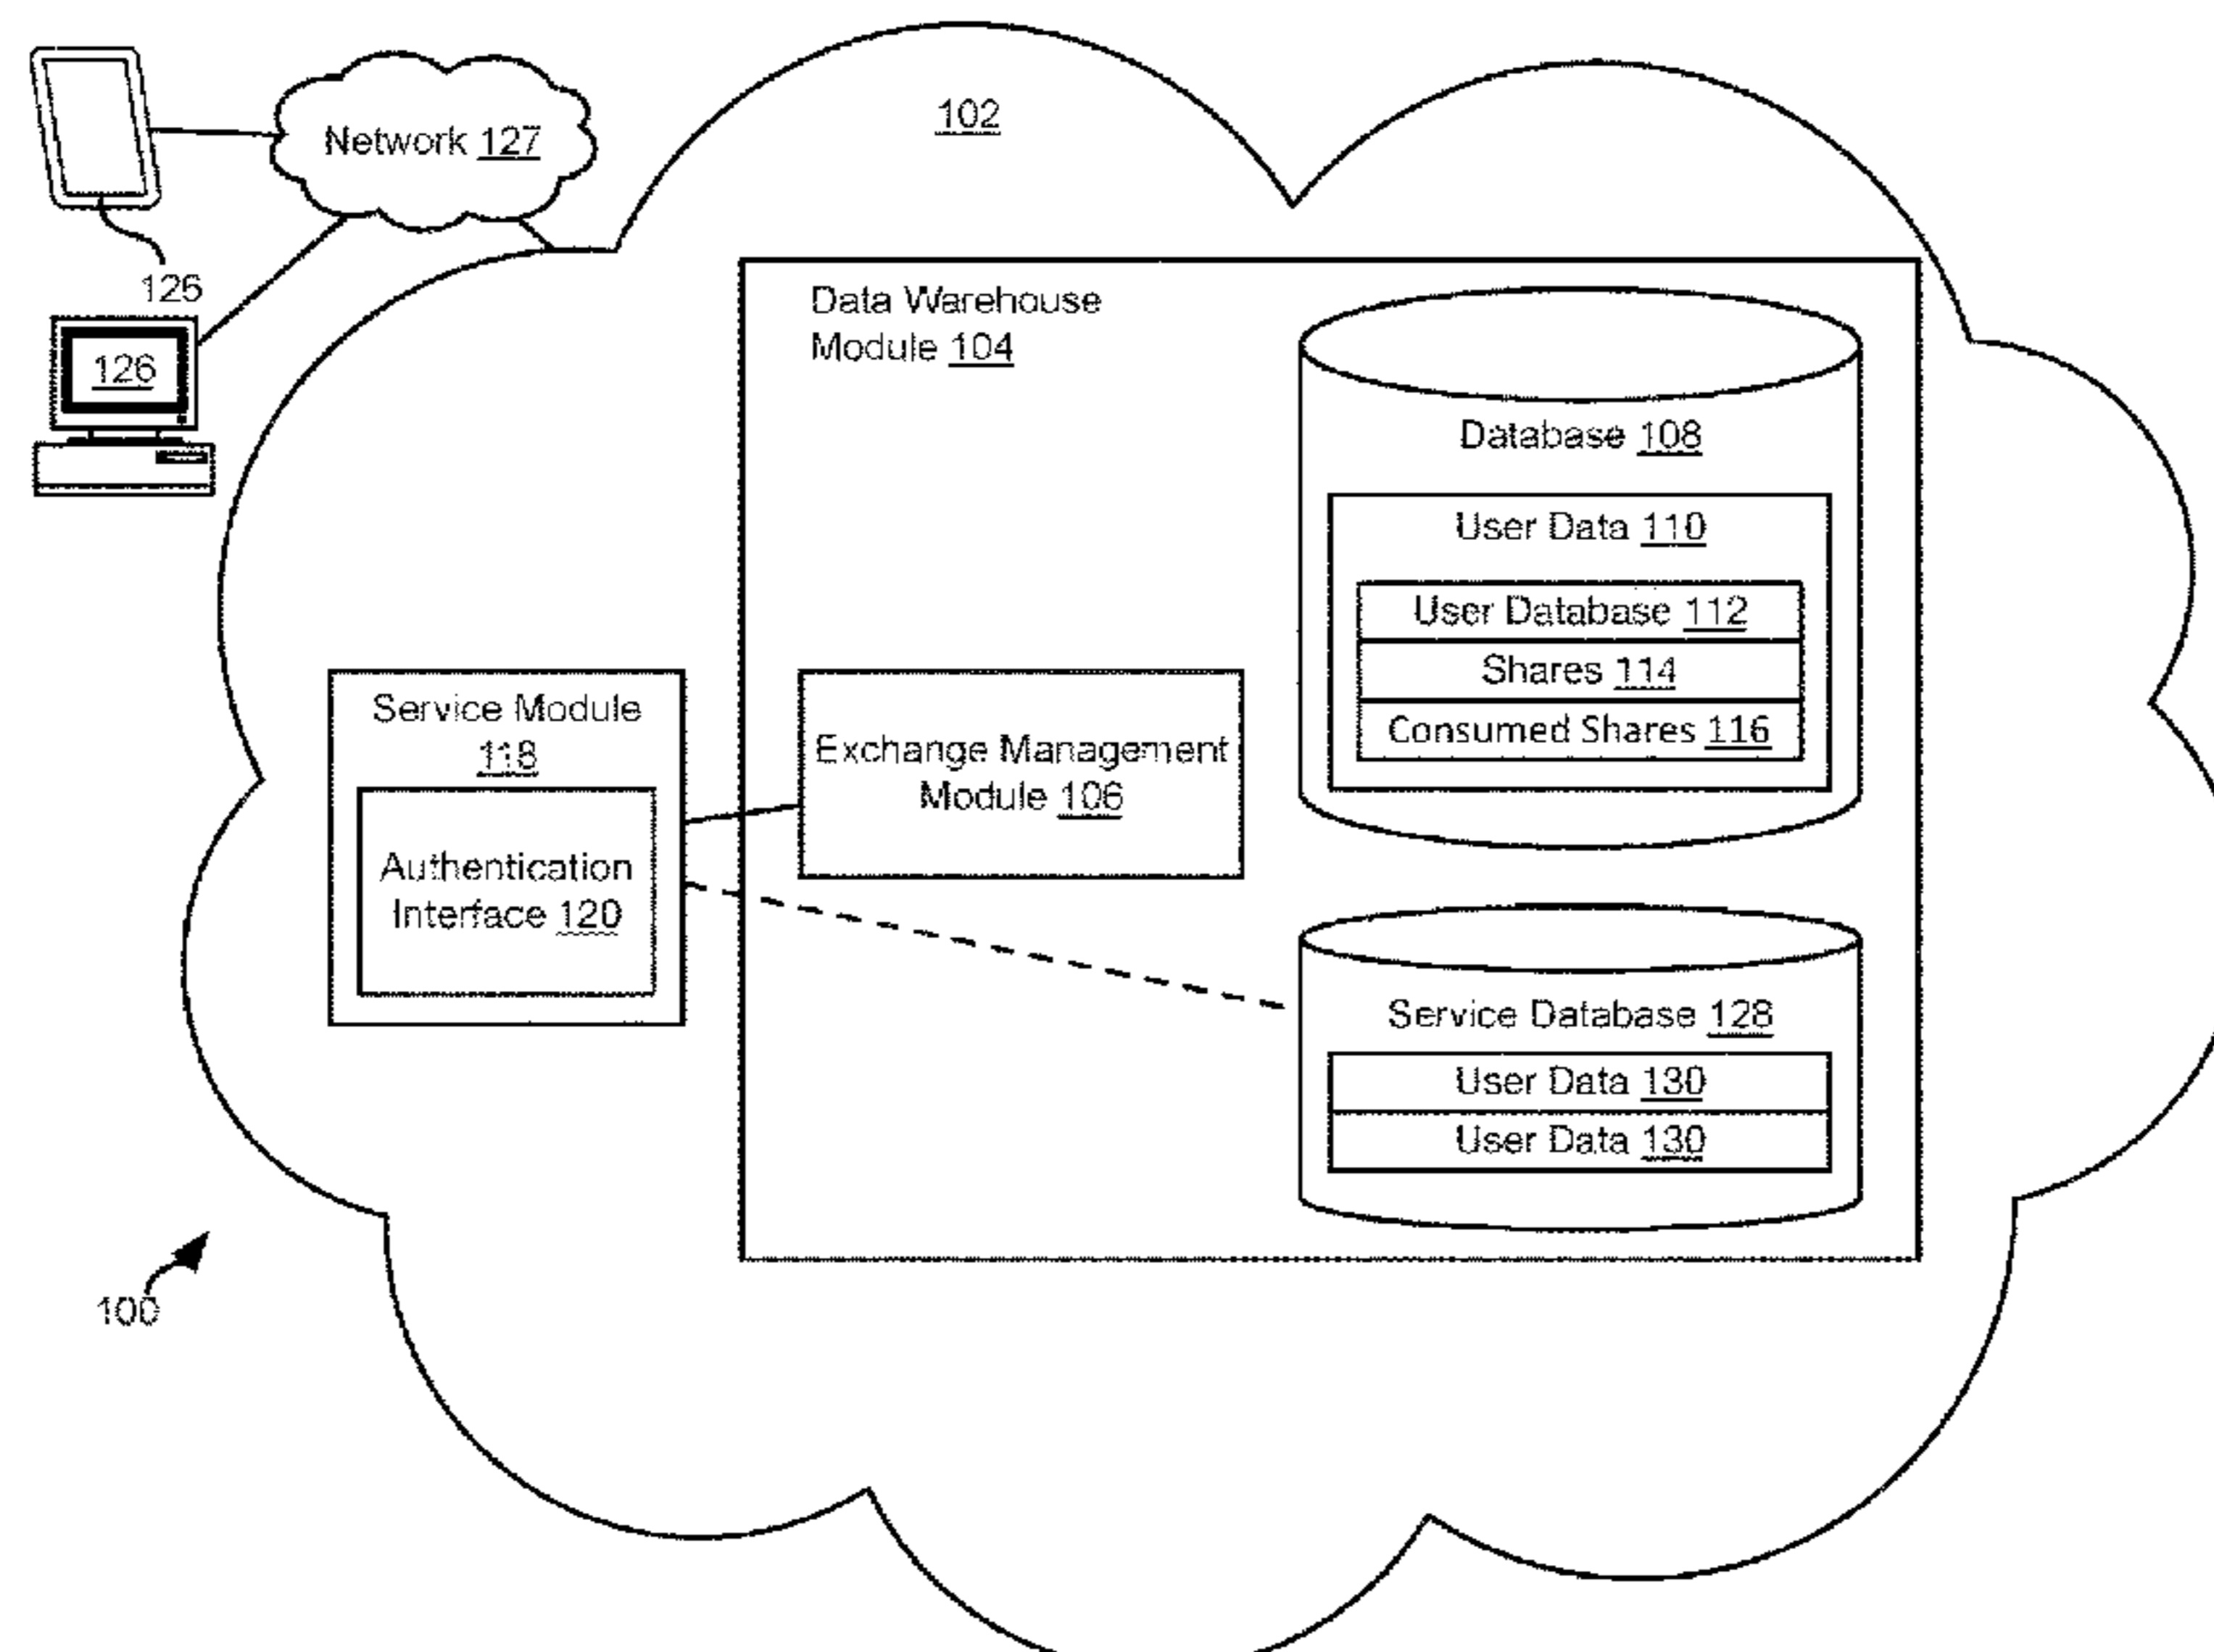 102
Network 127
126
126
Data Warehouse
Module 104
Database 108
User Data 110
User Database 112
Shares 114
Consumed Shares 116
Service Module
118
Authentication
Interface 120
Exchange Management
Module 106
Service Database 128
User Data 130
User Data 130
100